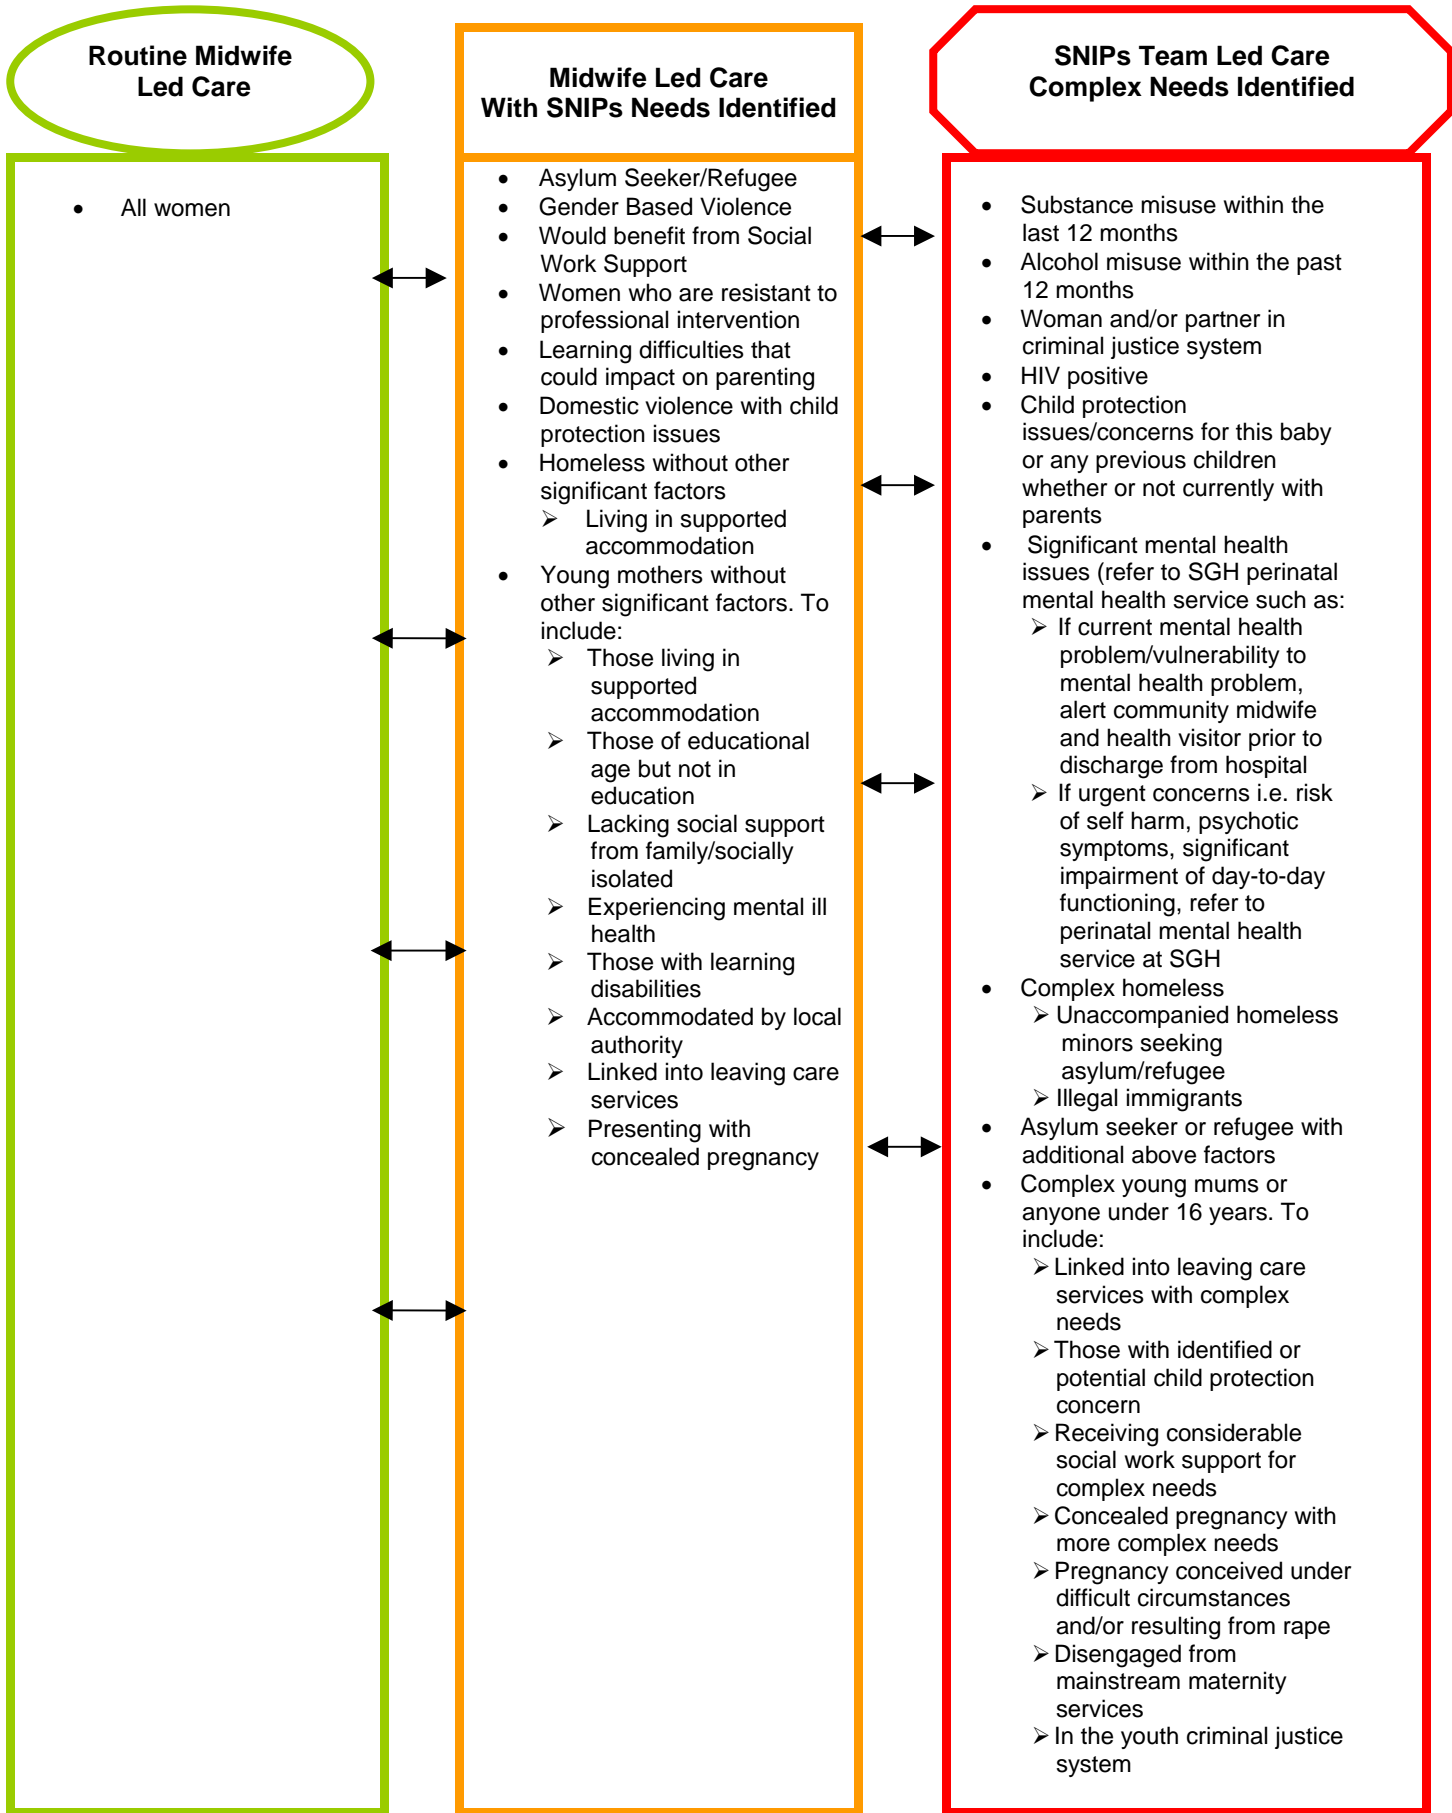 Routine Midwife
Led Care
• All women
Midwife Led Care
With SNIPs Needs Identified
• Asylum Seeker/Refugee
• Gender Based Violence
• Would benefit from Social
Work Support
• Women who are resistant to
professional intervention
• Learning difficulties that
could impact on parenting
• Domestic violence with child
protection issues
• Homeless without other
significant factors
➢ Living in supported
accommodation
• Young mothers without
other significant factors. To
include:
➢ Those living in
supported
accommodation
➢ Those of educational
age but not in
education
➢ Lacking social support
from family/socially
isolated
➢ Experiencing mental ill
health
➢ Those with learning
disabilities
➢ Accommodated by local
authority
➢ Linked into leaving care
services
➢ Presenting with
concealed pregnancy
SNIPs Team Led Care
Complex Needs Identified
• Substance misuse within the
last 12 months
• Alcohol misuse within the past
12 months
• Woman and/or partner in
criminal justice system
• HIV positive
• Child protection
issues/concerns for this baby
or any previous children
whether or not currently with
parents
• Significant mental health
issues (refer to SGH perinatal
mental health service such as:
➢ If current mental health
problem/vulnerability to
mental health problem,
alert community midwife
and health visitor prior to
discharge from hospital
➢ If urgent concerns i.e. risk
of self harm, psychotic
symptoms, significant
impairment of day-to-day
functioning, refer to
perinatal mental health
service at SGH
• Complex homeless
➢ Unaccompanied homeless
minors seeking
asylum/refugee
➢ Illegal immigrants
• Asylum seeker or refugee with
additional above factors
• Complex young mums or
anyone under 16 years. To
include:
➢ Linked into leaving care
services with complex
needs
➢ Those with identified or
potential child protection
concern
➢ Receiving considerable
social work support for
complex needs
➢ Concealed pregnancy with
more complex needs
➢ Pregnancy conceived under
difficult circumstances
and/or resulting from rape
➢ Disengaged from
mainstream maternity
services
➢ In the youth criminal justice
system